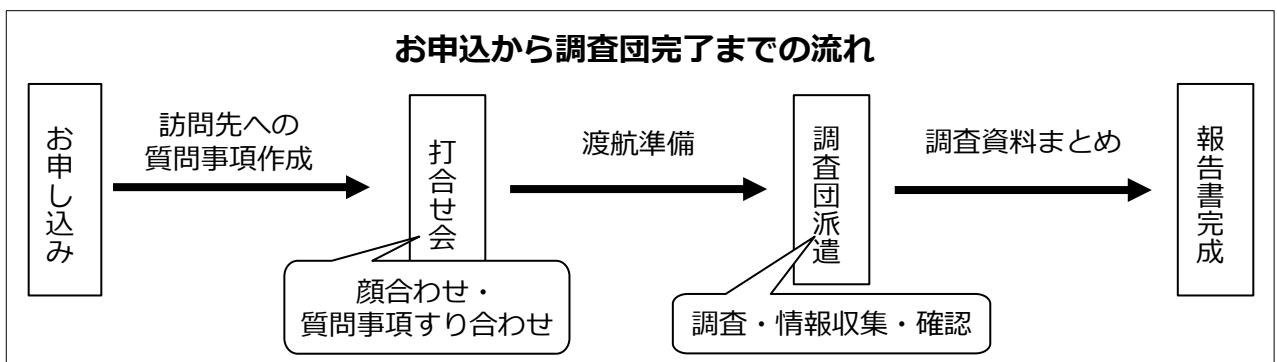 お申込から調査団完了までの流れ
お申し込み
訪問先への
質問事項作成
打合せ会
顔合わせ・
質問事項すり合わせ
渡航準備
調査団派遣
調査・情報収集・確認
調査資料まとめ
報告書完成